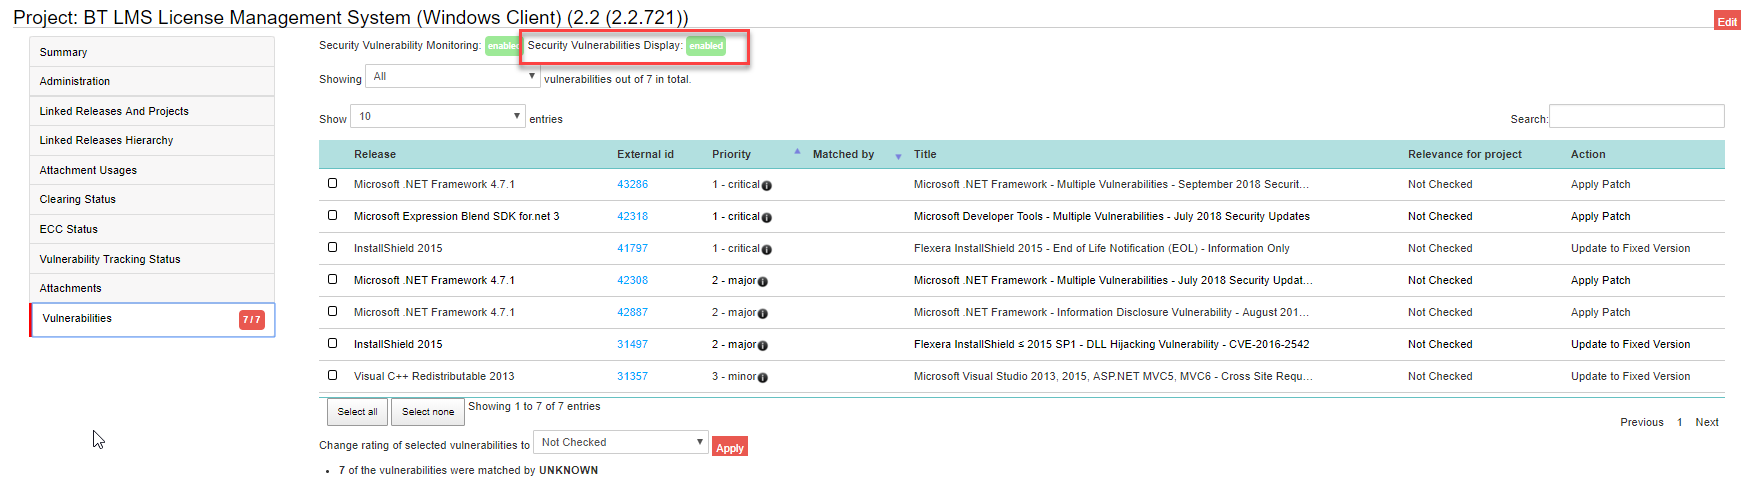 Project: BT LMS License Management System (Windows Client) (2.2 (2.2.721))
Edit
Summary
Administration
Linked Releases And Projects
Linked Releases Hierarchy
Attachment Usages
Clearing Status
ECC Status
Vulnerability Tracking Status
Attachments
Vulnerabilities 7 / 7
Security Vulnerability Monitoring: enabled Security Vulnerabilities Display: enabled
Showing All vulnerabilities out of 7 in total.
Show 10 entries Search:
Release External id Priority Matched by Title Relevance for project Action
Microsoft .NET Framework 4.7.1 43286 1 - critical Microsoft .NET Framework - Multiple Vulnerabilities - September 2018 Securit... Not Checked Apply Patch
Microsoft Expression Blend SDK for.net 3 42318 1 - critical Microsoft Developer Tools - Multiple Vulnerabilities - July 2018 Security Updates Not Checked Apply Patch
InstallShield 2015 41797 1 - critical Flexera InstallShield 2015 - End of Life Notification (EOL) - Information Only Not Checked Update to Fixed Version
Microsoft .NET Framework 4.7.1 42308 2 - major Microsoft .NET Framework - Multiple Vulnerabilities - July 2018 Security Updat... Not Checked Apply Patch
Microsoft .NET Framework 4.7.1 42887 2 - major Microsoft .NET Framework - Information Disclosure Vulnerability - August 201... Not Checked Apply Patch
InstallShield 2015 31497 2 - major Flexera InstallShield ≤ 2015 SP1 - DLL Hijacking Vulnerability - CVE-2016-2542 Not Checked Update to Fixed Version
Visual C++ Redistributable 2013 31357 3 - minor Microsoft Visual Studio 2013, 2015, ASP.NET MVC5, MVC6 - Cross Site Requ... Not Checked Update to Fixed Version
Select all Select none Showing 1 to 7 of 7 entries
Previous 1 Next
Change rating of selected vulnerabilities to Not Checked Apply
• 7 of the vulnerabilities were matched by UNKNOWN